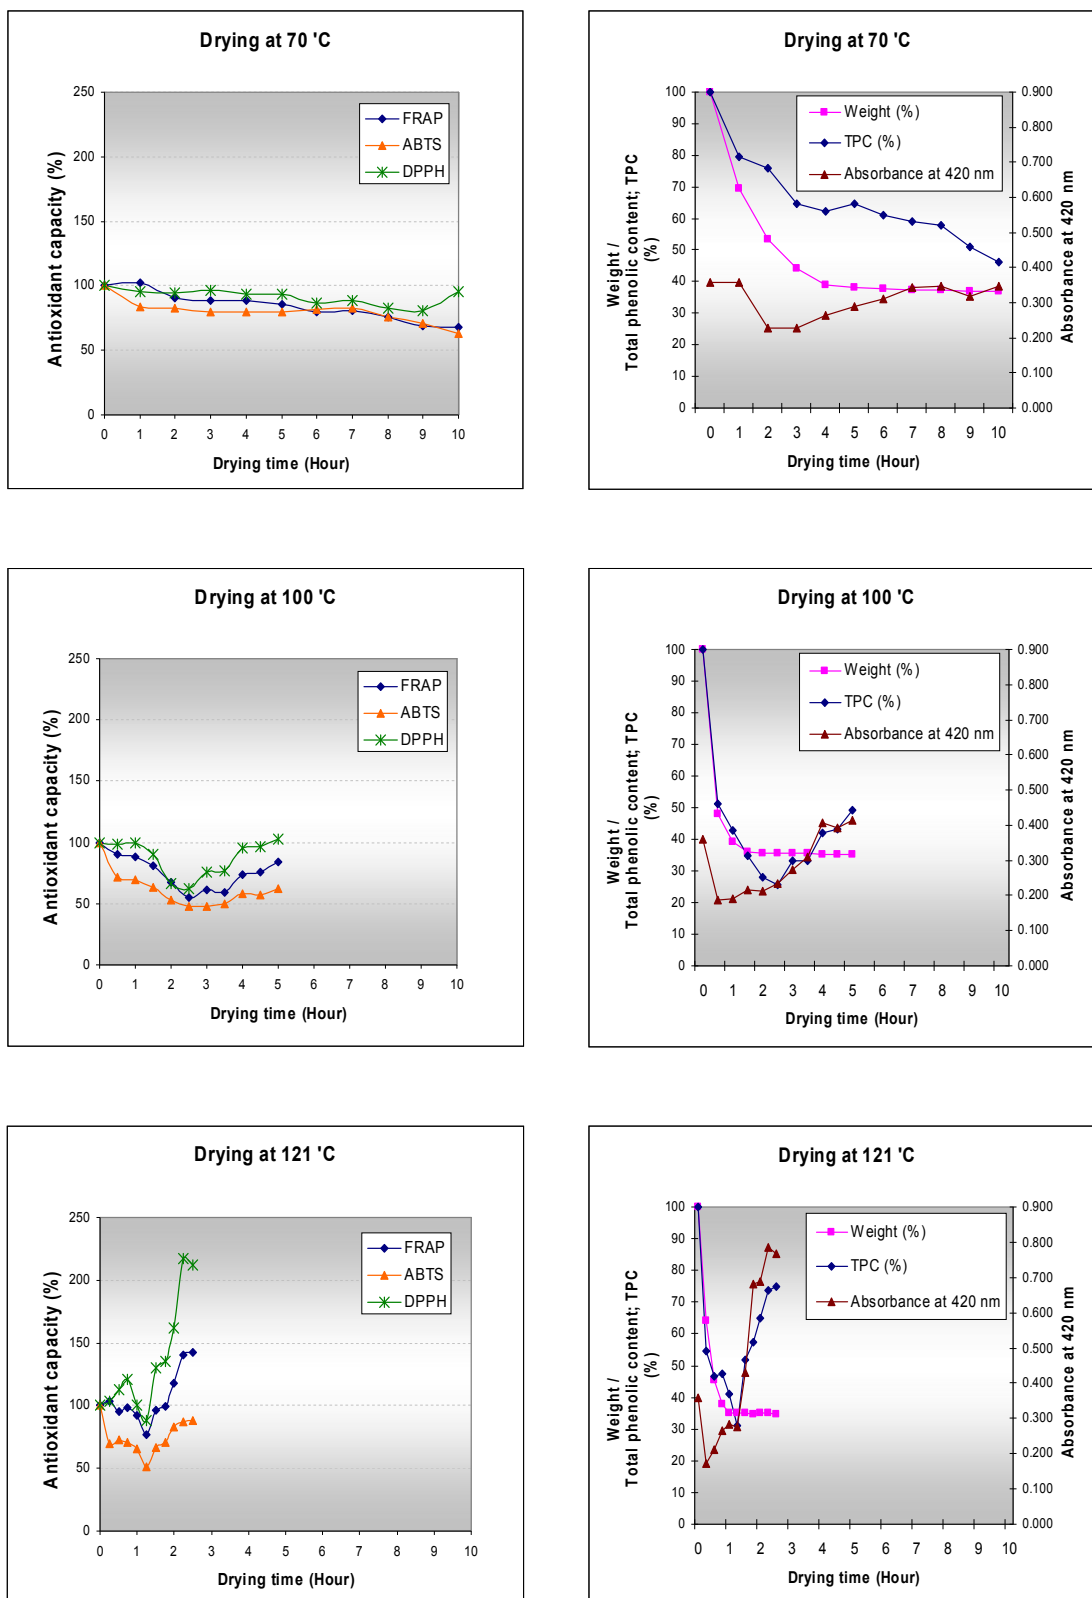 Drying at 70 'C
250
200
150
100
50
0
Antioxidant capacity (%)
FRAP
ABTS
DPPH
0 1 2 3 4 5 6 7 8 9 10
Drying time (Hour)
Drying at 70 'C
100
90
80
70
60
50
40
30
20
10
0
Weight /
Total phenolic content; TPC
(%)
Weight (%)
TPC (%)
Absorbance at 420 nm
0.900
0.800
0.700
0.600
0.500
0.400
0.300
0.200
0.100
0.000
Absorbance at 420 nm
0 1 2 3 4 5 6 7 8 9 10
Drying time (Hour)
Drying at 100 'C
250
200
150
100
50
0
Antioxidant capacity (%)
FRAP
ABTS
DPPH
0 1 2 3 4 5 6 7 8 9 10
Drying time (Hour)
Drying at 100 'C
100
90
80
70
60
50
40
30
20
10
0
Weight /
Total phenolic content; TPC
(%)
Weight (%)
TPC (%)
Absorbance at 420 nm
0.900
0.800
0.700
0.600
0.500
0.400
0.300
0.200
0.100
0.000
Absorbance at 420 nm
0 1 2 3 4 5 6 7 8 9 10
Drying time (Hour)
Drying at 121 'C
250
200
150
100
50
0
Antioxidant capacity (%)
FRAP
ABTS
DPPH
0 1 2 3 4 5 6 7 8 9 10
Drying time (Hour)
Drying at 121 'C
100
90
80
70
60
50
40
30
20
10
0
Weight /
Total phenolic content; TPC
(%)
Weight (%)
TPC (%)
Absorbance at 420 nm
0.900
0.800
0.700
0.600
0.500
0.400
0.300
0.200
0.100
0.000
Absorbance at 420 nm
0 1 2 3 4 5 6 7 8 9 10
Drying time (Hour)